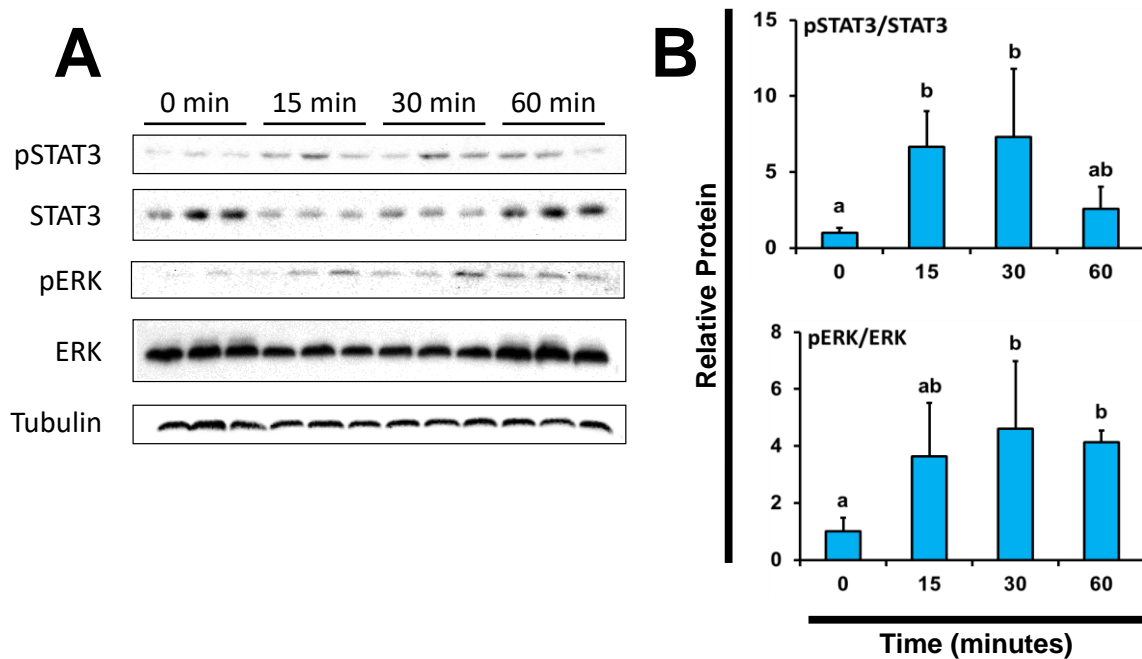 A
0 min 15 min 30 min 60 min
pSTAT3
STAT3
pERK
ERK
Tubulin
B
Relative Protein
pSTAT3/STAT3
15
10
5
0
a
b
b
ab
0 15 30 60
pERK/ERK
8
6
4
2
0
a
ab
b
b
0 15 30 60
Time (minutes)